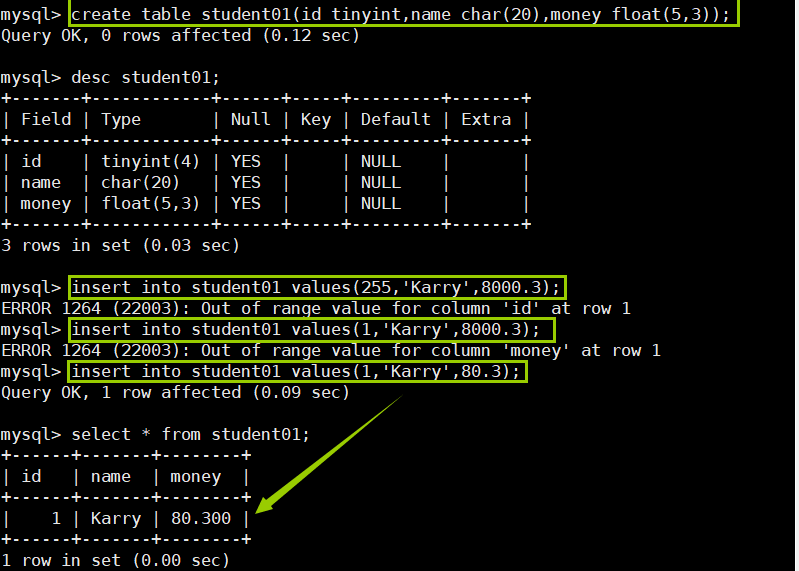 mysql> create table student01(id tinyint,name char(20),money float(5,3));
Query OK, 0 rows affected (0.12 sec)
mysql> desc student01;
+-------+------------+------+-----+---------+-------+
| Field | Type       | Null | Key | Default | Extra |
+-------+------------+------+-----+---------+-------+
| id    | tinyint(4) | YES  |     | NULL    |       |
| name  | char(20)   | YES  |     | NULL    |       |
| money | float(5,3) | YES  |     | NULL    |       |
+-------+------------+------+-----+---------+-------+
3 rows in set (0.03 sec)
mysql> insert into student01 values(255,'Karry',8000.3);
ERROR 1264 (22003): Out of range value for column 'id' at row 1
mysql> insert into student01 values(1,'Karry',8000.3);
ERROR 1264 (22003): Out of range value for column 'money' at row 1
mysql> insert into student01 values(1,'Karry',80.3);
Query OK, 1 row affected (0.09 sec)
mysql> select * from student01;
+------+-------+--------+
| id   | name  | money  |
+------+-------+--------+
|    1 | Karry | 80.300 |
+------+-------+--------+
1 row in set (0.00 sec)